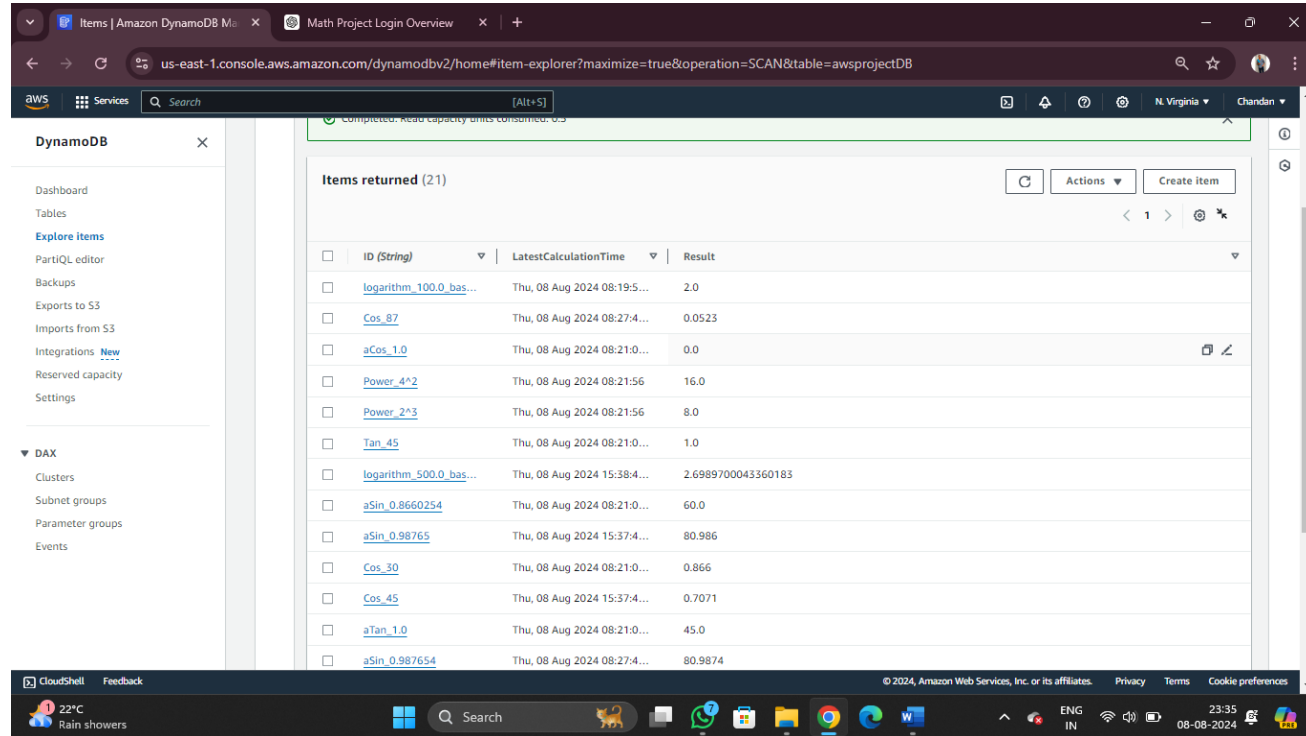 Items | Amazon DynamoDB Ma
Math Project Login Overview
us-east-1.console.aws.amazon.com/dynamodbv2/home#item-explorer?maximize=true&operation=SCAN&table=awsprojectDB
aws Services Search [Alt+S] N. Virginia Chandan
DynamoDB
Dashboard
Tables
Explore items
PartiQL editor
Backups
Exports to S3
Imports from S3
Integrations New
Reserved capacity
Settings
DAX
Clusters
Subnet groups
Parameter groups
Events
Completed. Read capacity units consumed: 0.5
Items returned (21)
Actions Create item
1
ID (String) LatestCalculationTime Result
logarithm_100.0_bas... Thu, 08 Aug 2024 08:19:5... 2.0
Cos_87 Thu, 08 Aug 2024 08:27:4... 0.0523
aCos_1.0 Thu, 08 Aug 2024 08:21:0... 0.0
Power_4^2 Thu, 08 Aug 2024 08:21:56 16.0
Power_2^3 Thu, 08 Aug 2024 08:21:56 8.0
Tan_45 Thu, 08 Aug 2024 08:21:0... 1.0
logarithm_500.0_bas... Thu, 08 Aug 2024 15:38:4... 2.6989700043360183
aSin_0.8660254 Thu, 08 Aug 2024 08:21:0... 60.0
aSin_0.98765 Thu, 08 Aug 2024 15:37:4... 80.986
Cos_30 Thu, 08 Aug 2024 08:21:0... 0.866
Cos_45 Thu, 08 Aug 2024 15:37:4... 0.7071
aTan_1.0 Thu, 08 Aug 2024 08:21:0... 45.0
aSin_0.987654 Thu, 08 Aug 2024 08:27:4... 80.9874
CloudShell Feedback © 2024, Amazon Web Services, Inc. or its affiliates. Privacy Terms Cookie preferences
1
22°C
Rain showers
Search
7
ENG
IN
23:35
08-08-2024
PRE